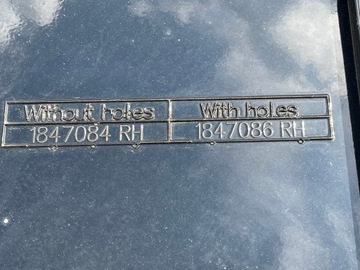 Without holes With holes
1847084 RH 1847086 RH